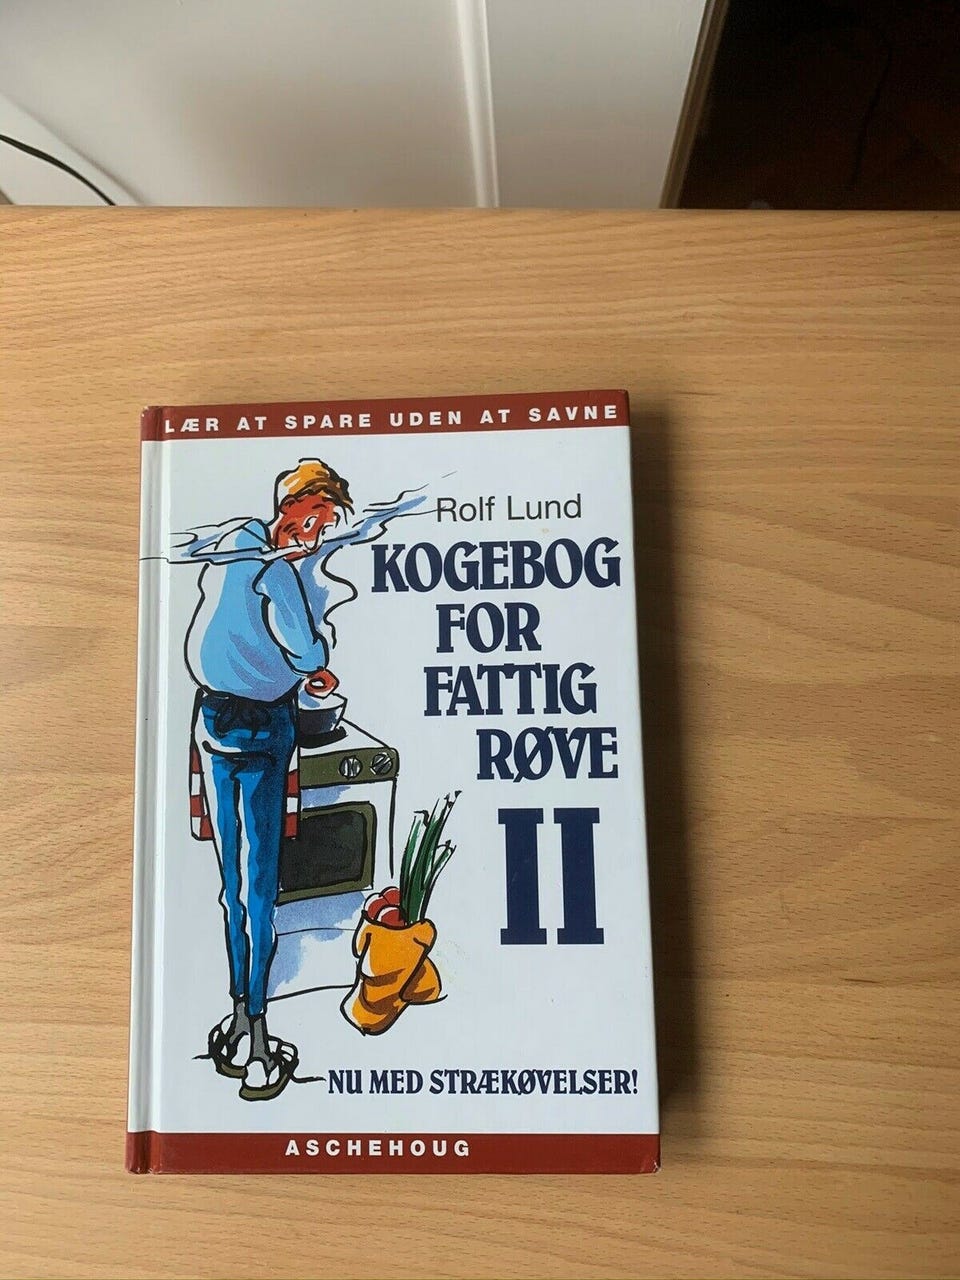 LÆR AT SPARE UDEN AT SAVNE
Rolf Lund
KOGEBOG
FOR
FATTIG
RØVE
II
NU MED STRÆKØVELSER!
ASCHEHOUG